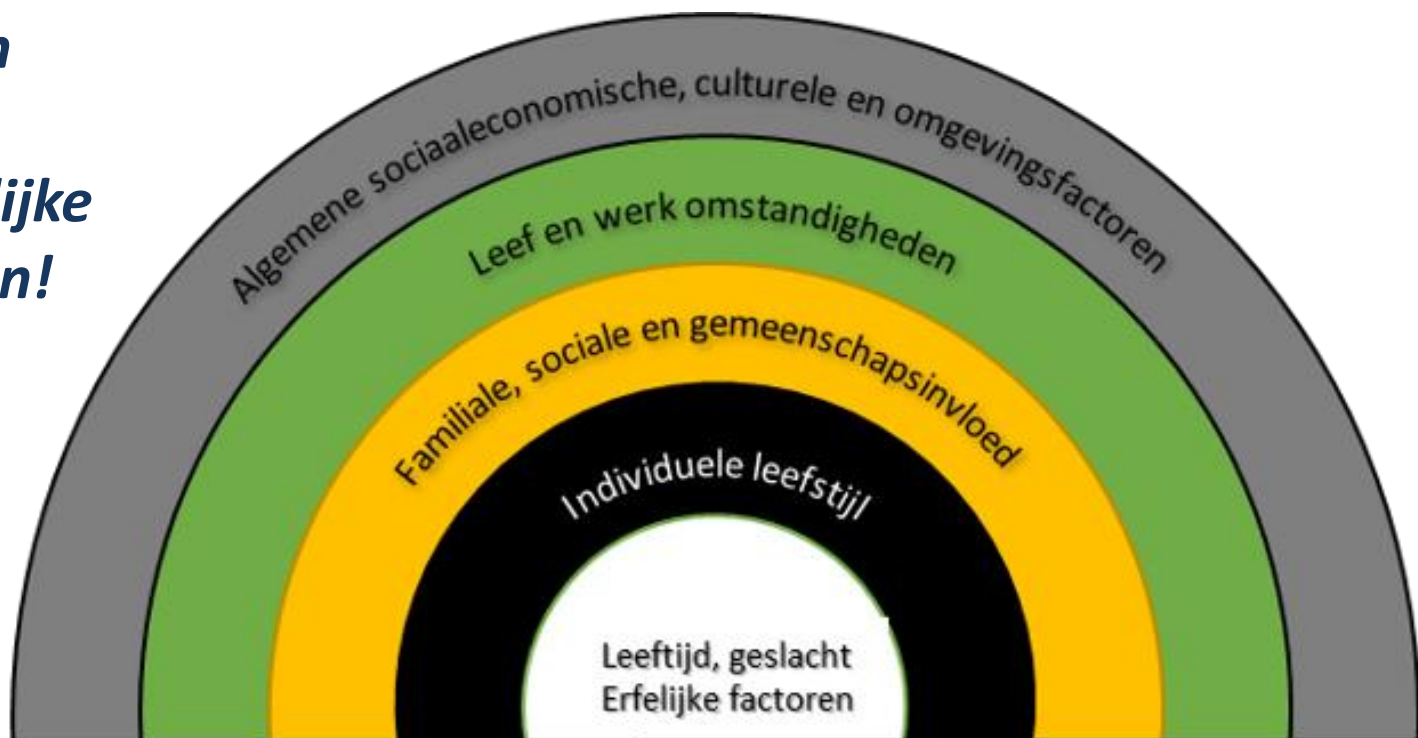 Algemene sociaaleconomische, culturele en omgevingsfactoren
Leef en werk omstandigheden
Familiale, sociale en gemeenschapsinvloed
Individuele leefstijl
Leeftijd, geslacht
Erfelijke factoren